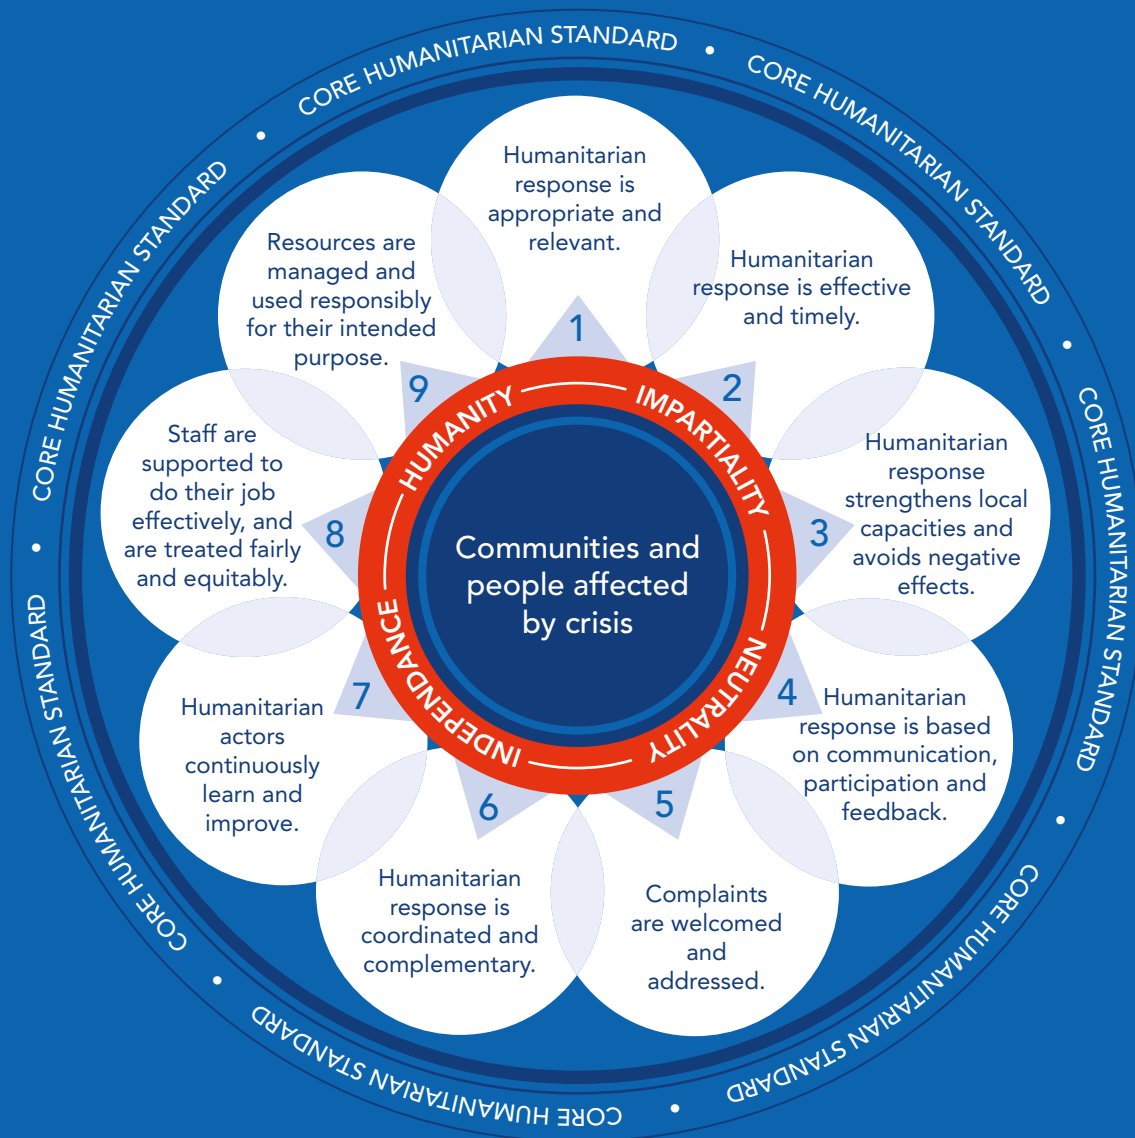 CORE HUMANITARIAN STANDARD • CORE HUMANITARIAN STANDARD • CORE HUMANITARIAN STANDARD • CORE HUMANITARIAN STANDARD • CORE HUMANITARIAN STANDARD • CORE HUMANITARIAN STANDARD • CORE HUMANITARIAN STANDARD •
Humanitarian
response is
appropriate and
relevant.
1
Humanitarian
response is effective
and timely.
2
Humanitarian
response
strengthens local
capacities and
avoids negative
effects.
3
Humanitarian
response is based
on communication,
participation and
feedback.
4
Complaints
are welcomed
and
addressed.
5
Humanitarian
response is
coordinated and
complementary.
6
Humanitarian
actors
continuously
learn and
improve.
7
Staff are
supported to
do their job
effectively, and
are treated fairly
and equitably.
8
Resources are
managed and
used responsibly
for their intended
purpose.
9
HUMANITY
IMPARTIALITY
NEUTRALITY
INDEPENDANCE
Communities and
people affected
by crisis